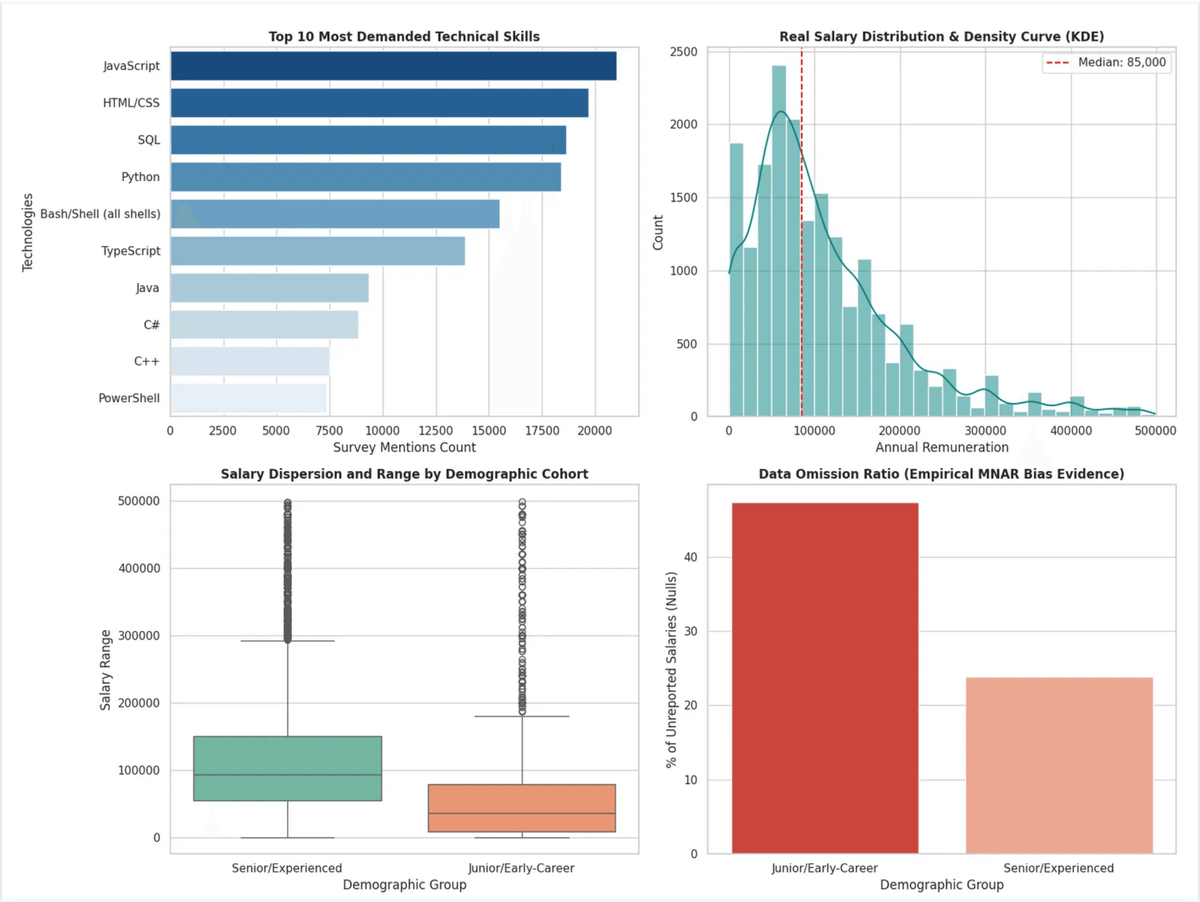 Top 10 Most Demanded Technical Skills
Technologies
JavaScript
HTML/CSS
SQL
Python
Bash/Shell (all shells)
TypeScript
Java
C#
C++
PowerShell
0 2500 5000 7500 10000 12500 15000 17500 20000
Survey Mentions Count
Real Salary Distribution & Density Curve (KDE)
Median: 85,000
Count
2500
2000
1500
1000
500
0
0 100000 200000 300000 400000 500000
Annual Remuneration
Salary Dispersion and Range by Demographic Cohort
Salary Range
500000
400000
300000
200000
100000
0
Senior/Experienced Junior/Early-Career
Demographic Group
Data Omission Ratio (Empirical MNAR Bias Evidence)
% of Unreported Salaries (Nulls)
40
30
20
10
0
Junior/Early-Career Senior/Experienced
Demographic Group